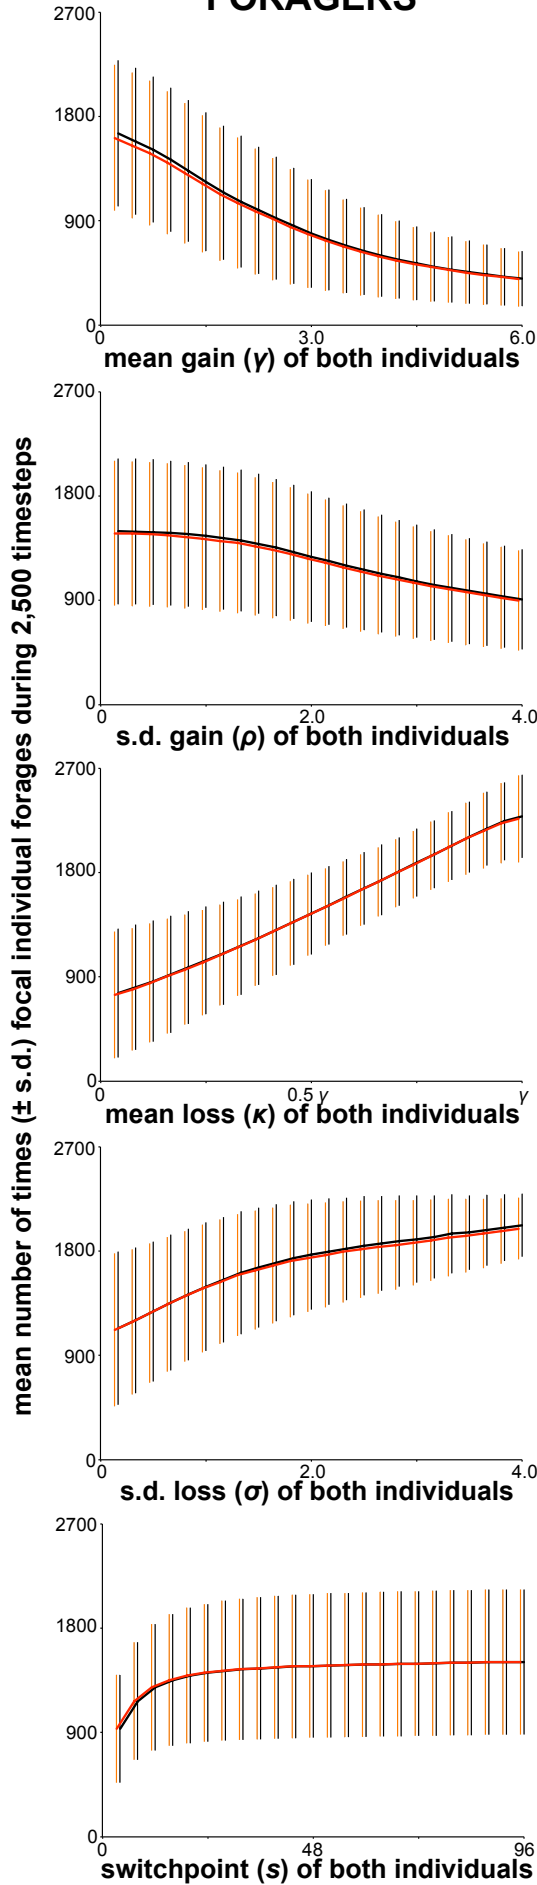 FORAGERS
mean number of times (± s.d.) focal individual forages during 2,500 timesteps
2700
1800
900
0
0 3.0 6.0
mean gain (γ) of both individuals
2700
1800
900
0
0 2.0 4.0
s.d. gain (ρ) of both individuals
2700
1800
900
0
0 0.5 γ γ
mean loss (κ) of both individuals
2700
1800
900
0
0 2.0 4.0
s.d. loss (σ) of both individuals
2700
1800
900
0
0 48 96
switchpoint (s) of both individuals